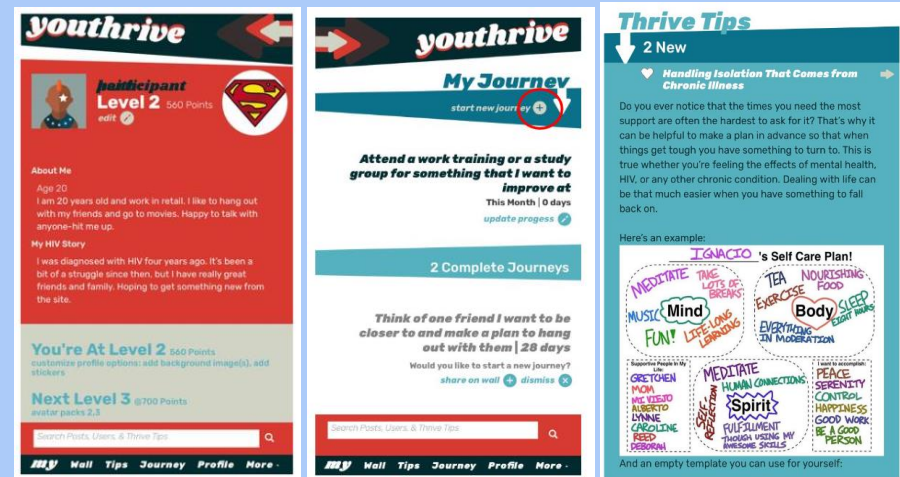 youthrive
participant
Level 2 560 Points
edit
About Me
Age 20
I am 20 years old and work in retail. I like to hang out
with my friends and go to movies. Happy to talk with
anyone-hit me up.
My HIV Story
I was diagnosed with HIV four years ago. It's been a
bit of a struggle since then, but I have really great
friends and family. Hoping to get something new from
the site.
You're At Level 2 560 Points
customize profile options: add background image(s), add
stickers
Next Level 3 @700 Points
avatar packs 2,3
Search Posts, Users, & Thrive Tips
my Wall Tips Journey Profile More
youthrive
My Journey
start new journey
Attend a work training or a study
group for something that I want to
improve at
This Month | 0 days
update progess
2 Complete Journeys
Think of one friend I want to be
closer to and make a plan to hang
out with them | 28 days
Would you like to start a new journey?
share on wall dismiss
Search Posts, Users, & Thrive Tips
my Wall Tips Journey Profile More
Thrive Tips
2 New
Handling Isolation That Comes from
Chronic Illness
Do you ever notice that the times you need the most
support are often the hardest to ask for it? That's why it
can be helpful to make a plan in advance so that when
things get tough you have something to turn to. This is
true whether you're feeling the effects of mental health,
HIV, or any other chronic condition. Dealing with life can
be that much easier when you have something to fall
back on.
Here's an example:
IGNACIO 's Self Care Plan!
MEDITATE
TAKE
LOTS OF
BREAKS
MUSIC
Mind
FUN!
LIFE-LONG
LEARNING
TEA
NOURISHING
FOOD
EXERCISE
Body
SLEEP
EIGHT HOURS
EVERYTHING
IN MODERATION
Supportive People In My
Life:
GRETCHEN
MOM
MI VIEJO
ALBERTO
LYNNE
CAROLINE
REED
DEBORAH
MEDITATE
HUMAN CONNECTIONS
SELF-
REFLECTION
Spirit
FULFILLMENT
THOUGH USING MY
AWESOME SKILLS
I want to accomplish:
PEACE
SERENITY
CONTROL
HAPPINESS
GOOD WORK
BE A GOOD
PERSON
And an empty template you can use for yourself: